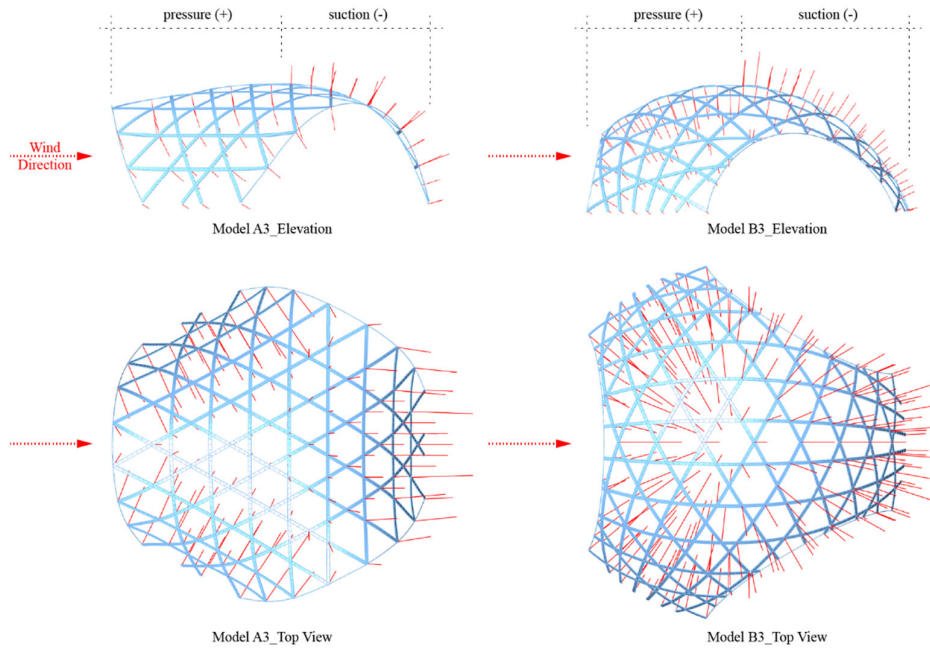 pressure (+)
suction (-)
pressure (+)
suction (-)
Wind
Direction
Model A3_Elevation
Model B3_Elevation
Model A3_Top View
Model B3_Top View